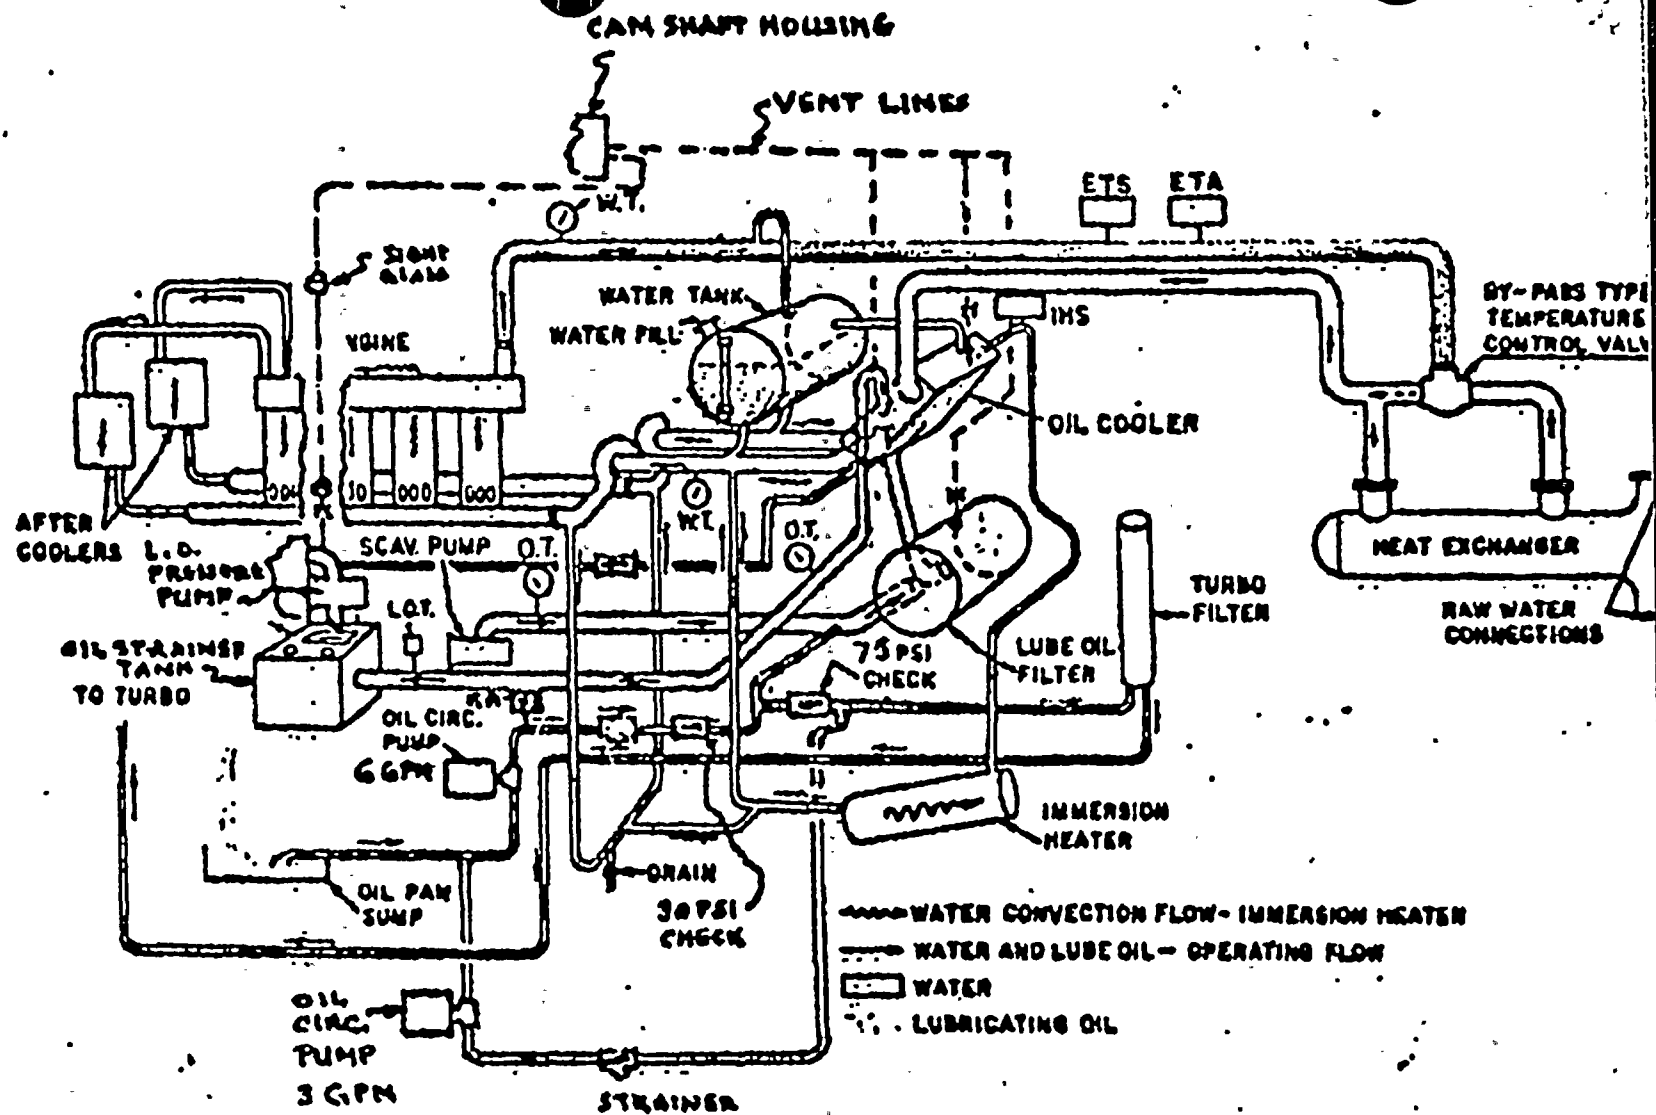 CAM SHAFT HOUSING
VENT LINES
W.T.
ETS
ETA
SIGHT
GLASS
WATER TANK
WATER FILL
IHS
BY-PASS TYPE
TEMPERATURE
CONTROL VALV
OIL COOLER
AFTER
COOLERS
L.O.
PRESSURE
PUMP
SCAV. PUMP
O.T.
W.T.
O.T.
HEAT EXCHANGER
TURBO
FILTER
RAW WATER
CONNECTIONS
L.O.T.
OIL STRAINER
TANK
TO TURBO
75 PSI
CHECK
LUBE OIL
FILTER
OIL CIRC.
PUMP
6 GPM
IMMERSION
HEATER
DRAIN
OIL PAN
SUMP
30 PSI
CHECK
WATER CONVECTION FLOW - IMMERSION HEATER
WATER AND LUBE OIL - OPERATING FLOW
WATER
LUBRICATING OIL
OIL
CIRC.
PUMP
3 GPM
STRAINER